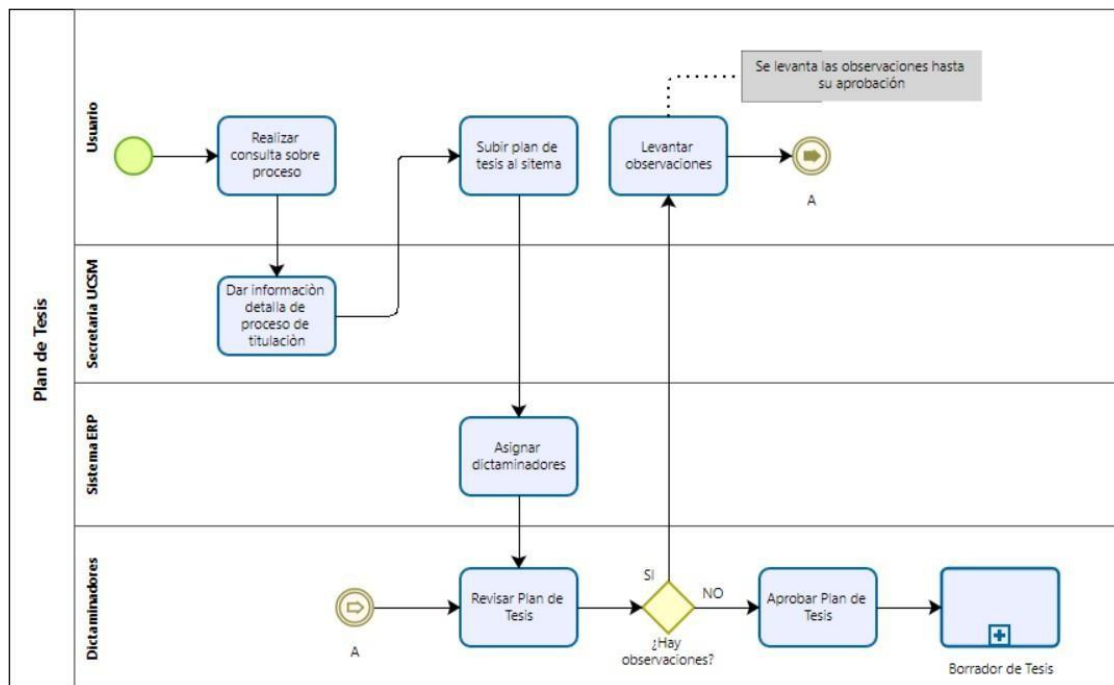 Plan de Tesis
Usuario
Realizar
consulta sobre
proceso
Subir plan de
tesis al sitema
Levantar
observaciones
Se levanta las observaciones hasta
su aprobación
A
Secretaria UCSM
Dar informaciòn
detalla de
proceso de
titulaciòn
Sistema ERP
Asignar
dictaminadores
Dictaminadores
A
Revisar Plan de
Tesis
SI
NO
¿Hay
observaciones?
Aprobar Plan de
Tesis
Borrador de Tesis